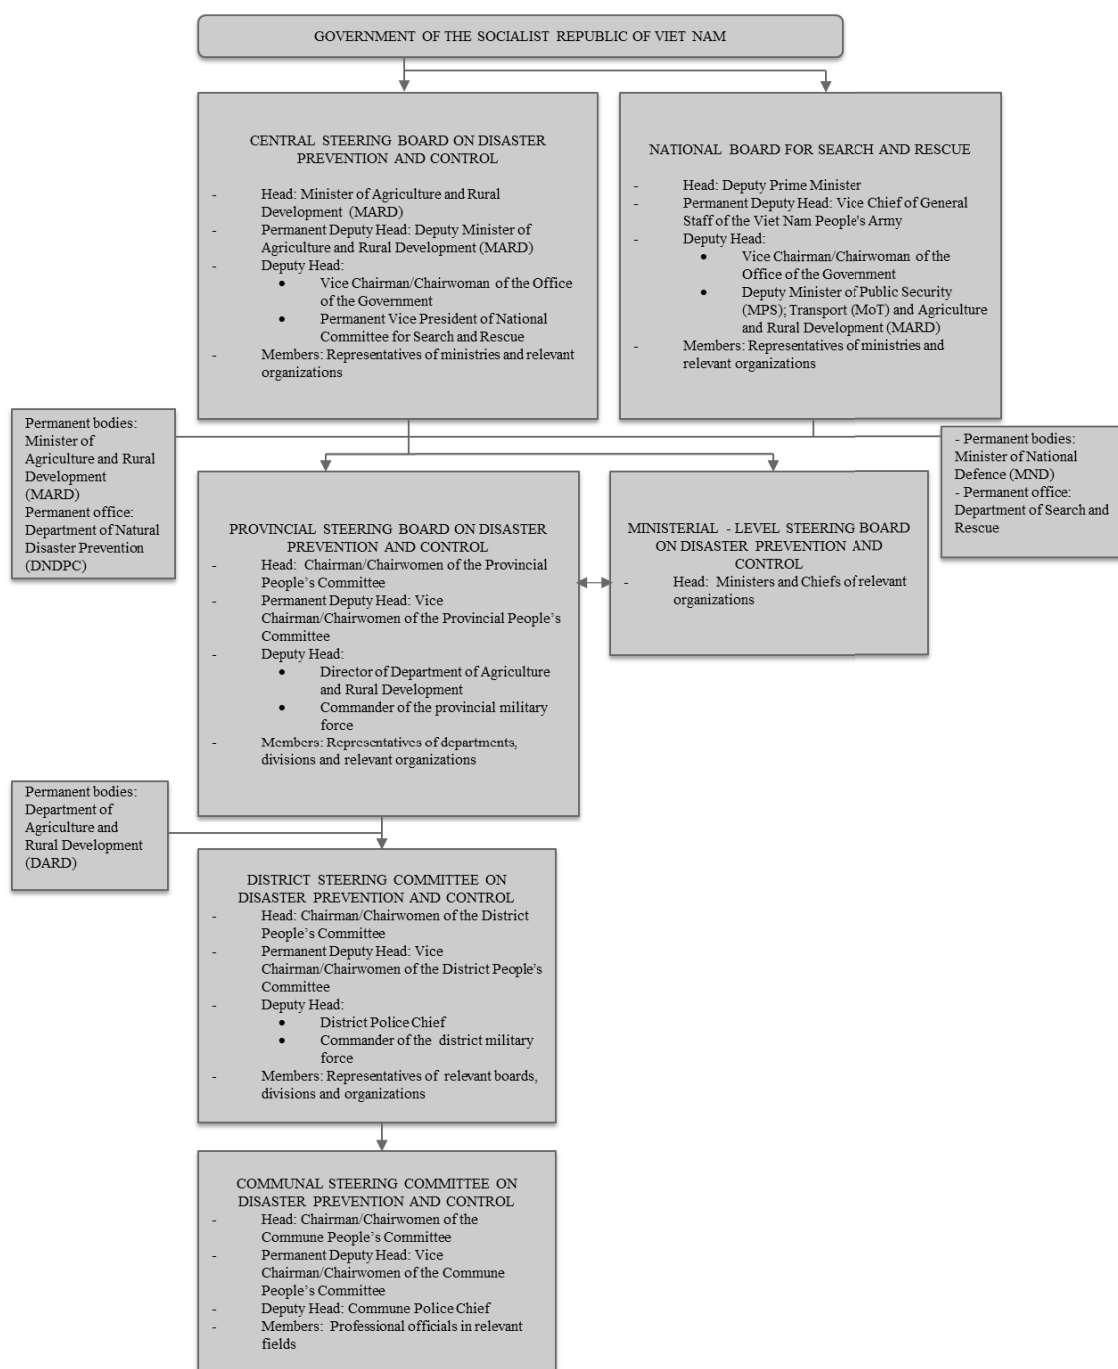 GOVERNMENT OF THE SOCIALIST REPUBLIC OF VIET NAM
CENTRAL STEERING BOARD ON DISASTER
PREVENTION AND CONTROL
- Head: Minister of Agriculture and Rural
Development (MARD)
- Permanent Deputy Head: Deputy Minister of
Agriculture and Rural Development (MARD)
- Deputy Head:
• Vice Chairman/Chairwoman of the Office
of the Government
• Permanent Vice President of National
Committee for Search and Rescue
- Members: Representatives of ministries and relevant
organizations
NATIONAL BOARD FOR SEARCH AND RESCUE
- Head: Deputy Prime Minister
- Permanent Deputy Head: Vice Chief of General
Staff of the Viet Nam People's Army
- Deputy Head:
• Vice Chairman/Chairwoman of the
Office of the Government
• Deputy Minister of Public Security
(MPS); Transport (MoT) and Agriculture
and Rural Development (MARD)
- Members: Representatives of ministries and
relevant organizations
Permanent bodies:
Minister of
Agriculture and Rural
Development
(MARD)
Permanent office:
Department of Natural
Disaster Prevention
(DNDPC)
- Permanent bodies:
Minister of National
Defence (MND)
- Permanent office:
Department of Search and
Rescue
PROVINCIAL STEERING BOARD ON DISASTER
PREVENTION AND CONTROL
- Head: Chairman/Chairwomen of the Provincial
People’s Committee
- Permanent Deputy Head: Vice
Chairman/Chairwomen of the Provincial People’s
Committee
- Deputy Head:
• Director of Department of Agriculture
and Rural Development
• Commander of the provincial military
force
- Members: Representatives of departments,
divisions and relevant organizations
MINISTERIAL - LEVEL STEERING BOARD
ON DISASTER PREVENTION AND
CONTROL
- Head: Ministers and Chiefs of relevant
organizations
Permanent bodies:
Department of
Agriculture and
Rural Development
(DARD)
DISTRICT STEERING COMMITTEE ON
DISASTER PREVENTION AND CONTROL
- Head: Chairman/Chairwomen of the District
People’s Committee
- Permanent Deputy Head: Vice
Chairman/Chairwomen of the District People’s
Committee
- Deputy Head:
• District Police Chief
• Commander of the district military
force
- Members: Representatives of relevant boards,
divisions and organizations
COMMUNAL STEERING COMMITTEE ON
DISASTER PREVENTION AND CONTROL
- Head: Chairman/Chairwomen of the
Commune People’s Committee
- Permanent Deputy Head: Vice
Chairman/Chairwomen of the Commune
People’s Committee
- Deputy Head: Commune Police Chief
- Members: Professional officials in relevant
fields